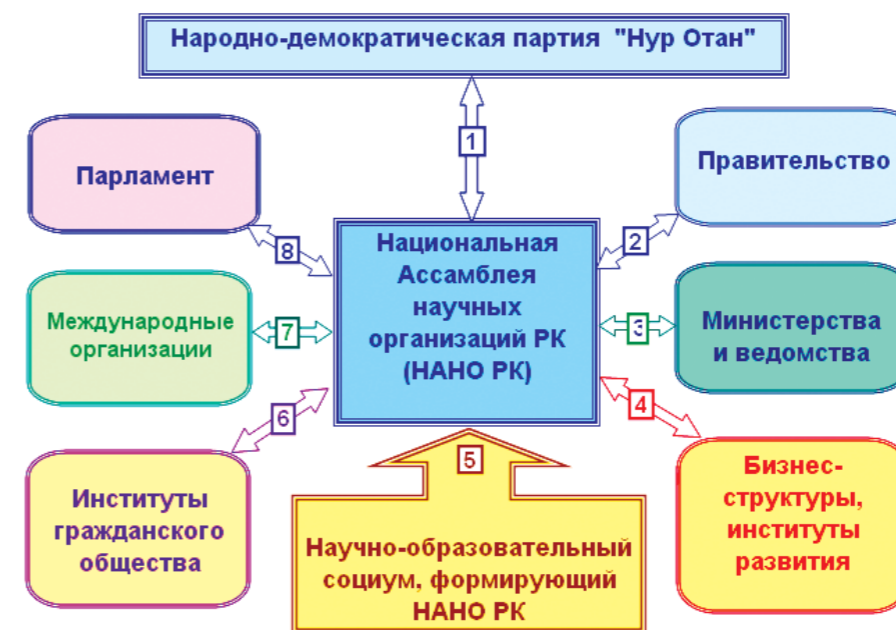 Народно-демократическая партия "Нур Отан"
1
Парламент
Правительство
8
2
Национальная
Ассамблея
научных
организаций РК
(НАНО РК)
Международные
организации
7
3
Министерства
и ведомства
6
4
5
Институты
гражданского
общества
Научно-образовательный
социум, формирующий
НАНО РК
Бизнес-
структуры,
институты
развития